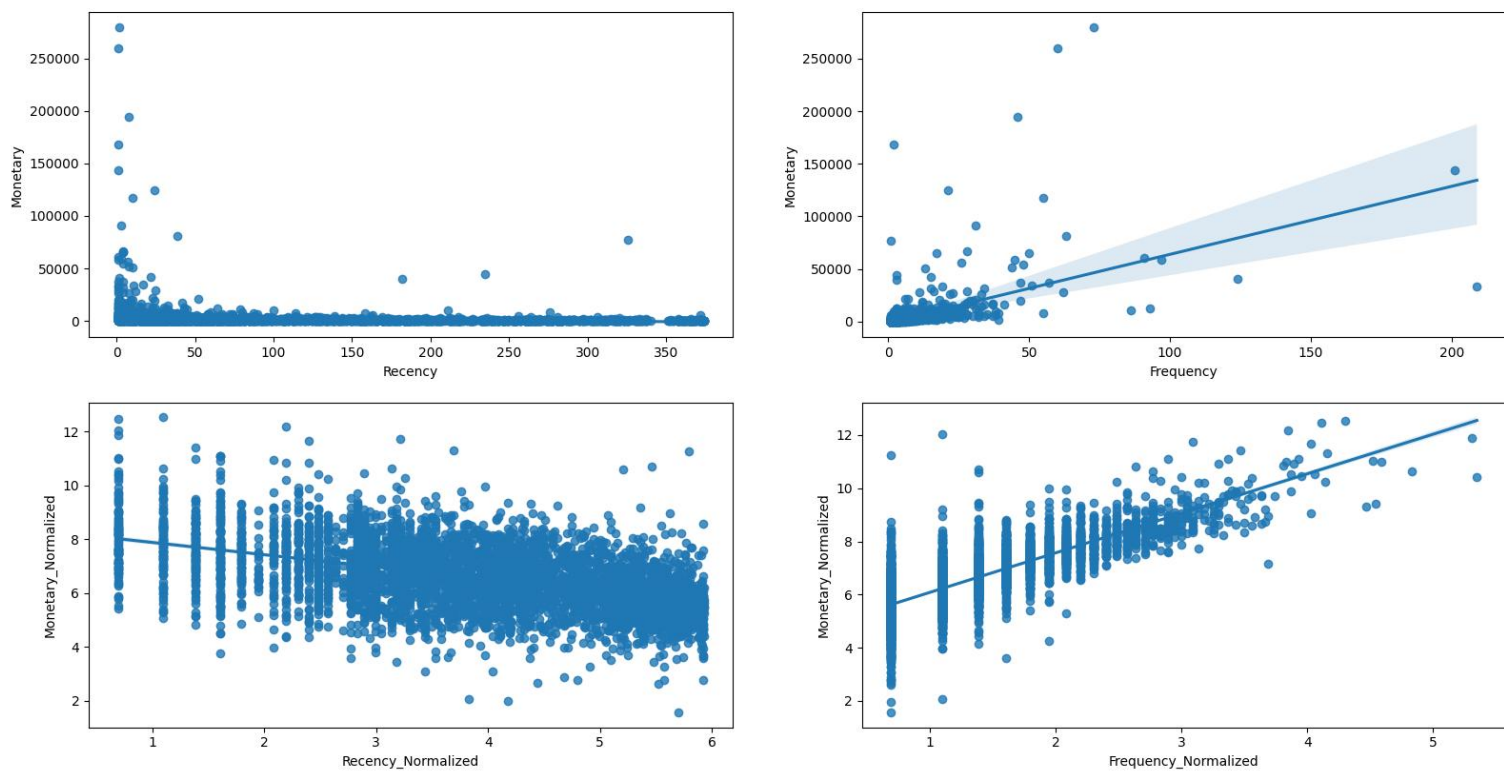 250000
200000
150000
100000
50000
0
Monetary
0 50 100 150 200 250 300 350
Recency
250000
200000
150000
100000
50000
0
Monetary
0 50 100 150 200
Frequency
12
10
8
6
4
2
Monetary_Normalized
1 2 3 4 5 6
Recency_Normalized
12
10
8
6
4
2
Monetary_Normalized
1 2 3 4 5
Frequency_Normalized